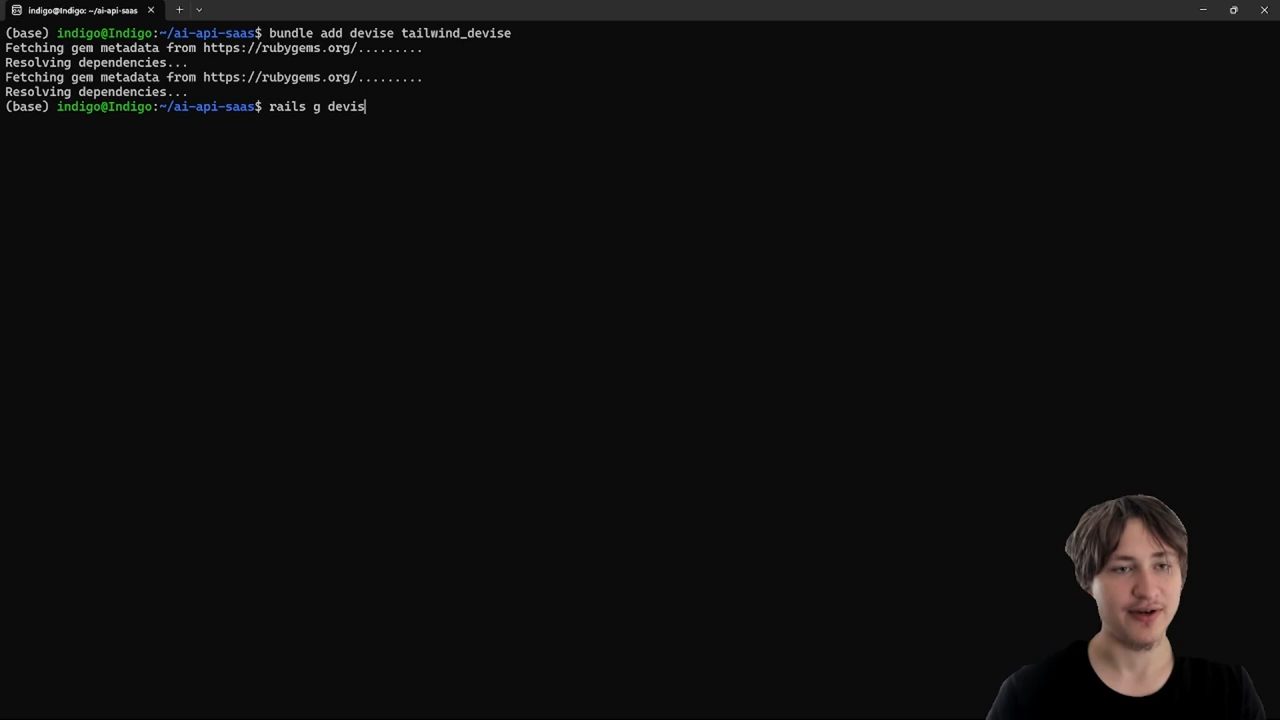 indigo@Indigo: ~/ai-api-saas
(base) indigo@Indigo:~/ai-api-saas$ bundle add devise tailwind_devise
Fetching gem metadata from https://rubygems.org/.........
Resolving dependencies...
Fetching gem metadata from https://rubygems.org/.........
Resolving dependencies...
(base) indigo@Indigo:~/ai-api-saas$ rails g devis